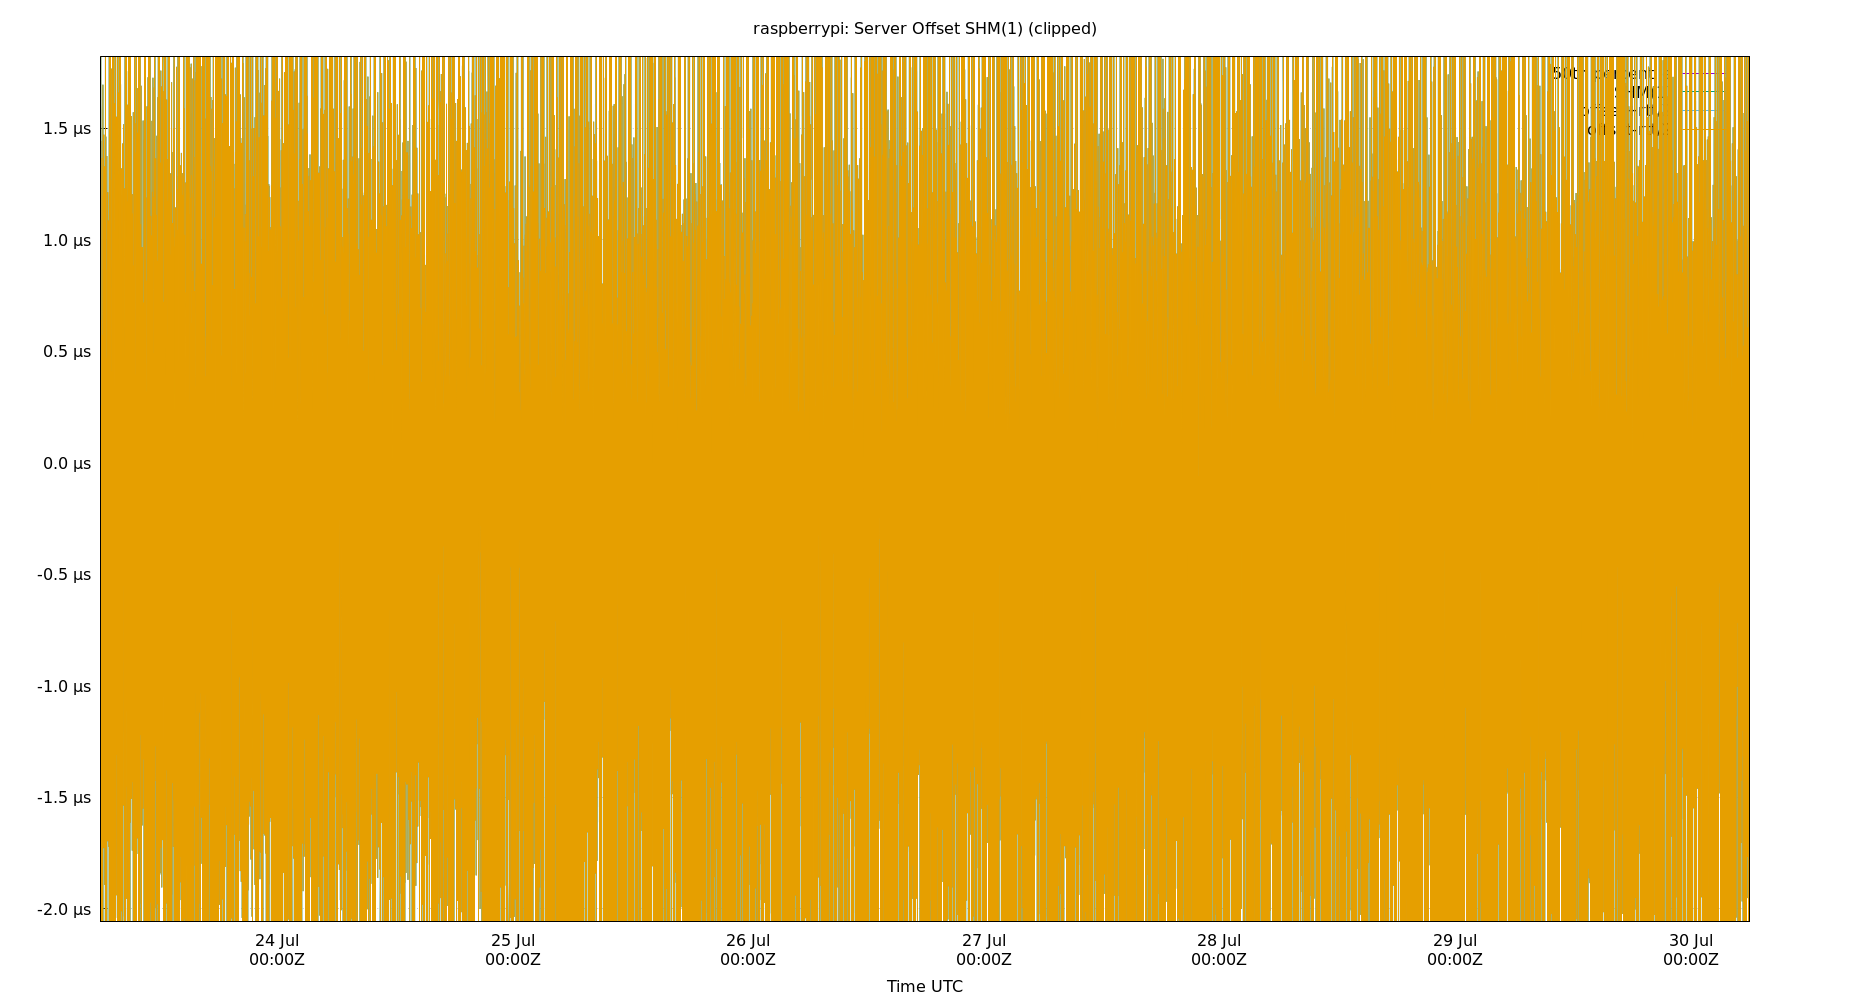 raspberrypi: Server Offset SHM(1) (clipped)
1.5 µs
1.0 µs
0.5 µs
0.0 µs
-0.5 µs
-1.0 µs
-1.5 µs
-2.0 µs
24 Jul 25 Jul 26 Jul 27 Jul 28 Jul 29 Jul 30 Jul
00:00Z 00:00Z 00:00Z 00:00Z 00:00Z 00:00Z 00:00Z
Time UTC